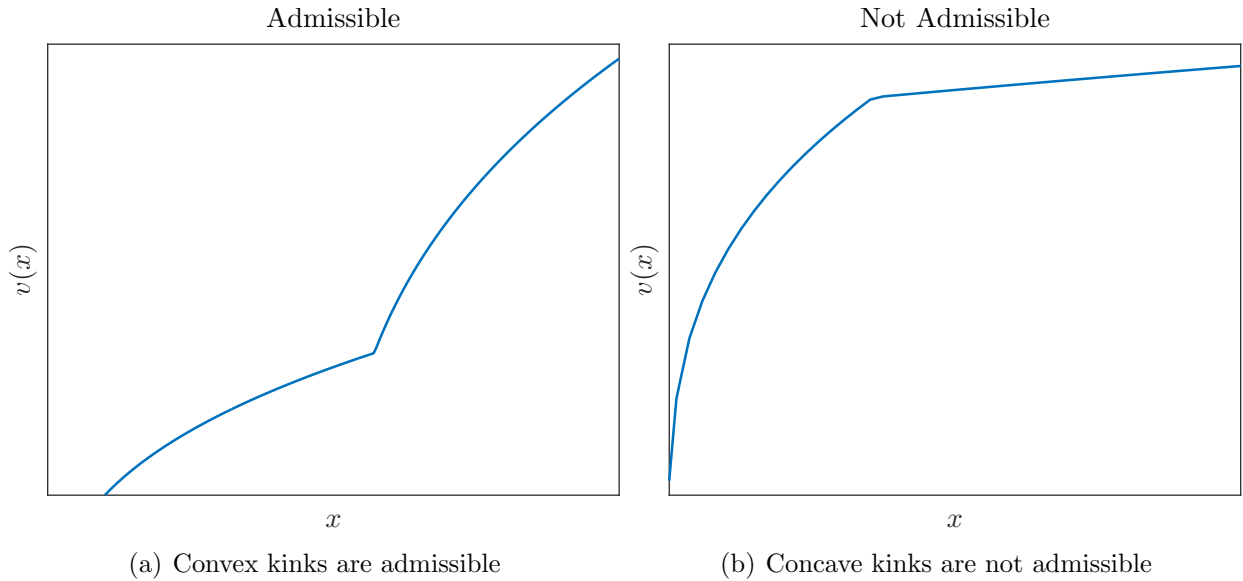 Admissible
v(x)
x
(a) Convex kinks are admissible
Not Admissible
v(x)
x
(b) Concave kinks are not admissible